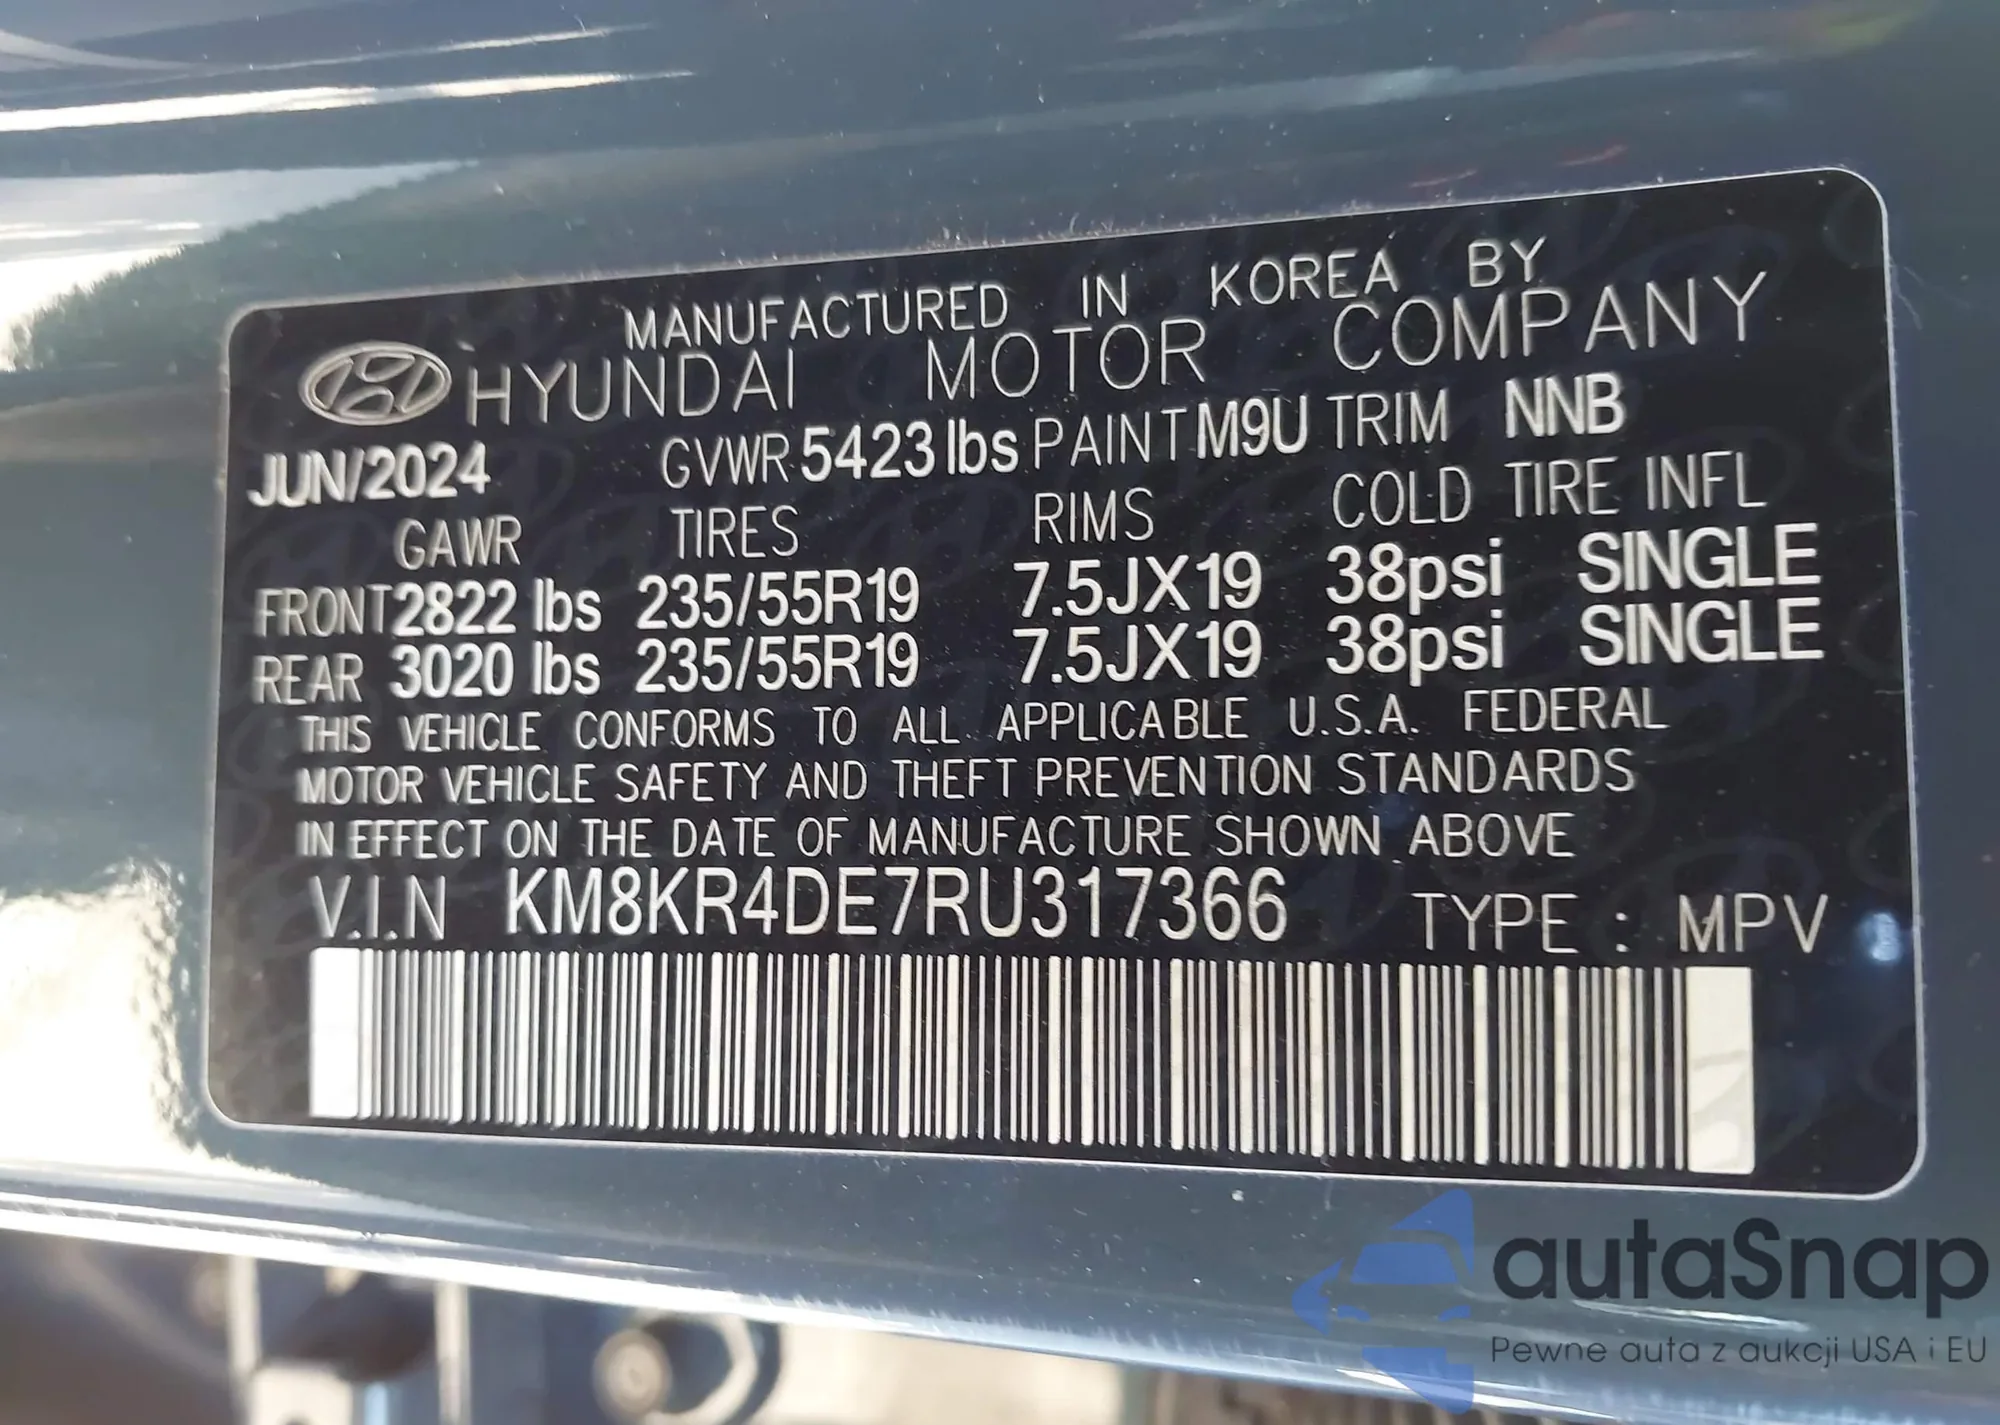 MANUFACTURED IN KOREA BY
HYUNDAI MOTOR COMPANY
JUN/2024 GVWR 5423 lbs PAINT M9U TRIM NNB
GAWR TIRES RIMS COLD TIRE INFL
FRONT 2822 lbs 235/55R19 7.5JX19 38psi SINGLE
REAR 3020 lbs 235/55R19 7.5JX19 38psi SINGLE
THIS VEHICLE CONFORMS TO ALL APPLICABLE U.S.A. FEDERAL
MOTOR VEHICLE SAFETY AND THEFT PREVENTION STANDARDS
IN EFFECT ON THE DATE OF MANUFACTURE SHOWN ABOVE
V.I.N KM8KR4DE7RU317366 TYPE : MPV
autaSnap
Pewne auta z aukcji USA i EU